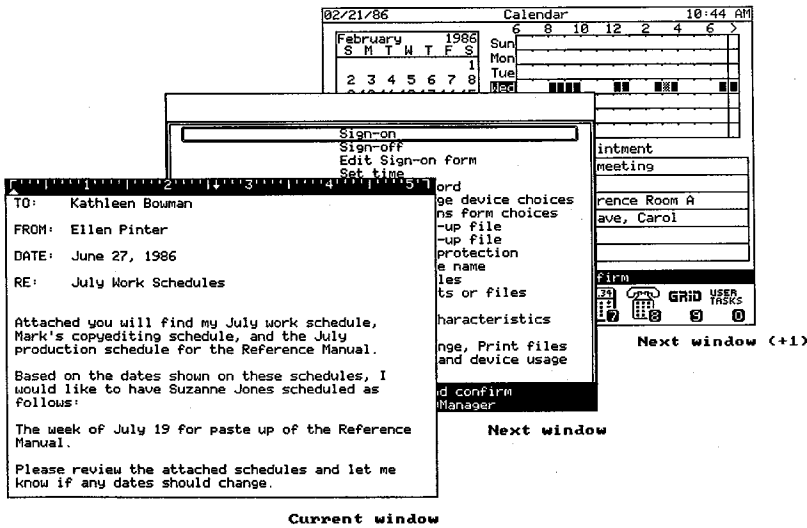 02/21/86 Calendar 10:44 AM
February 1986
S M T W T F S
1
2 3 4 5 6 7 8
6 8 10 12 2 4 6 >
Sun
Mon
Tue
Wed
intment
meeting
rence Room A
ave, Carol
firm
GRiD USER TASKS
7 8 9 0
Next window (+1)
Sign-on
Sign-off
Edit Sign-on form
Set time
ord
ge device choices
ns form choices
-up file
-up file
protection
e name
les
ts or files
haracteristics
nge, Print files
and device usage
d confirm
Manager
Next window
1 2 3 4 5
TO: Kathleen Bowman
FROM: Ellen Pinter
DATE: June 27, 1986
RE: July Work Schedules
Attached you will find my July work schedule,
Mark's copyediting schedule, and the July
production schedule for the Reference Manual.
Based on the dates shown on these schedules, I
would like to have Suzanne Jones scheduled as
follows:
The week of July 19 for paste up of the Reference
Manual.
Please review the attached schedules and let me
know if any dates should change.
Current window